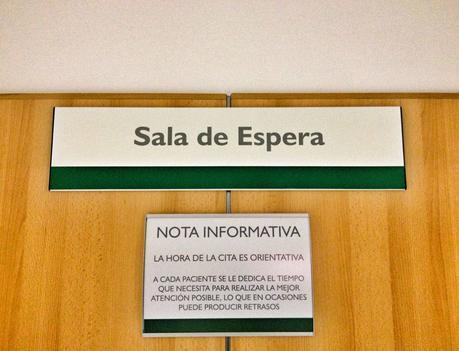 Sala de Espera
NOTA INFORMATIVA
LA HORA DE LA CITA ES ORIENTATIVA
A CADA PACIENTE SE LE DEDICA EL TIEMPO
QUE NECESITA PARA REALIZAR LA MEJOR
ATENCIÓN POSIBLE, LO QUE EN OCASIONES
PUEDE PRODUCIR RETRASOS